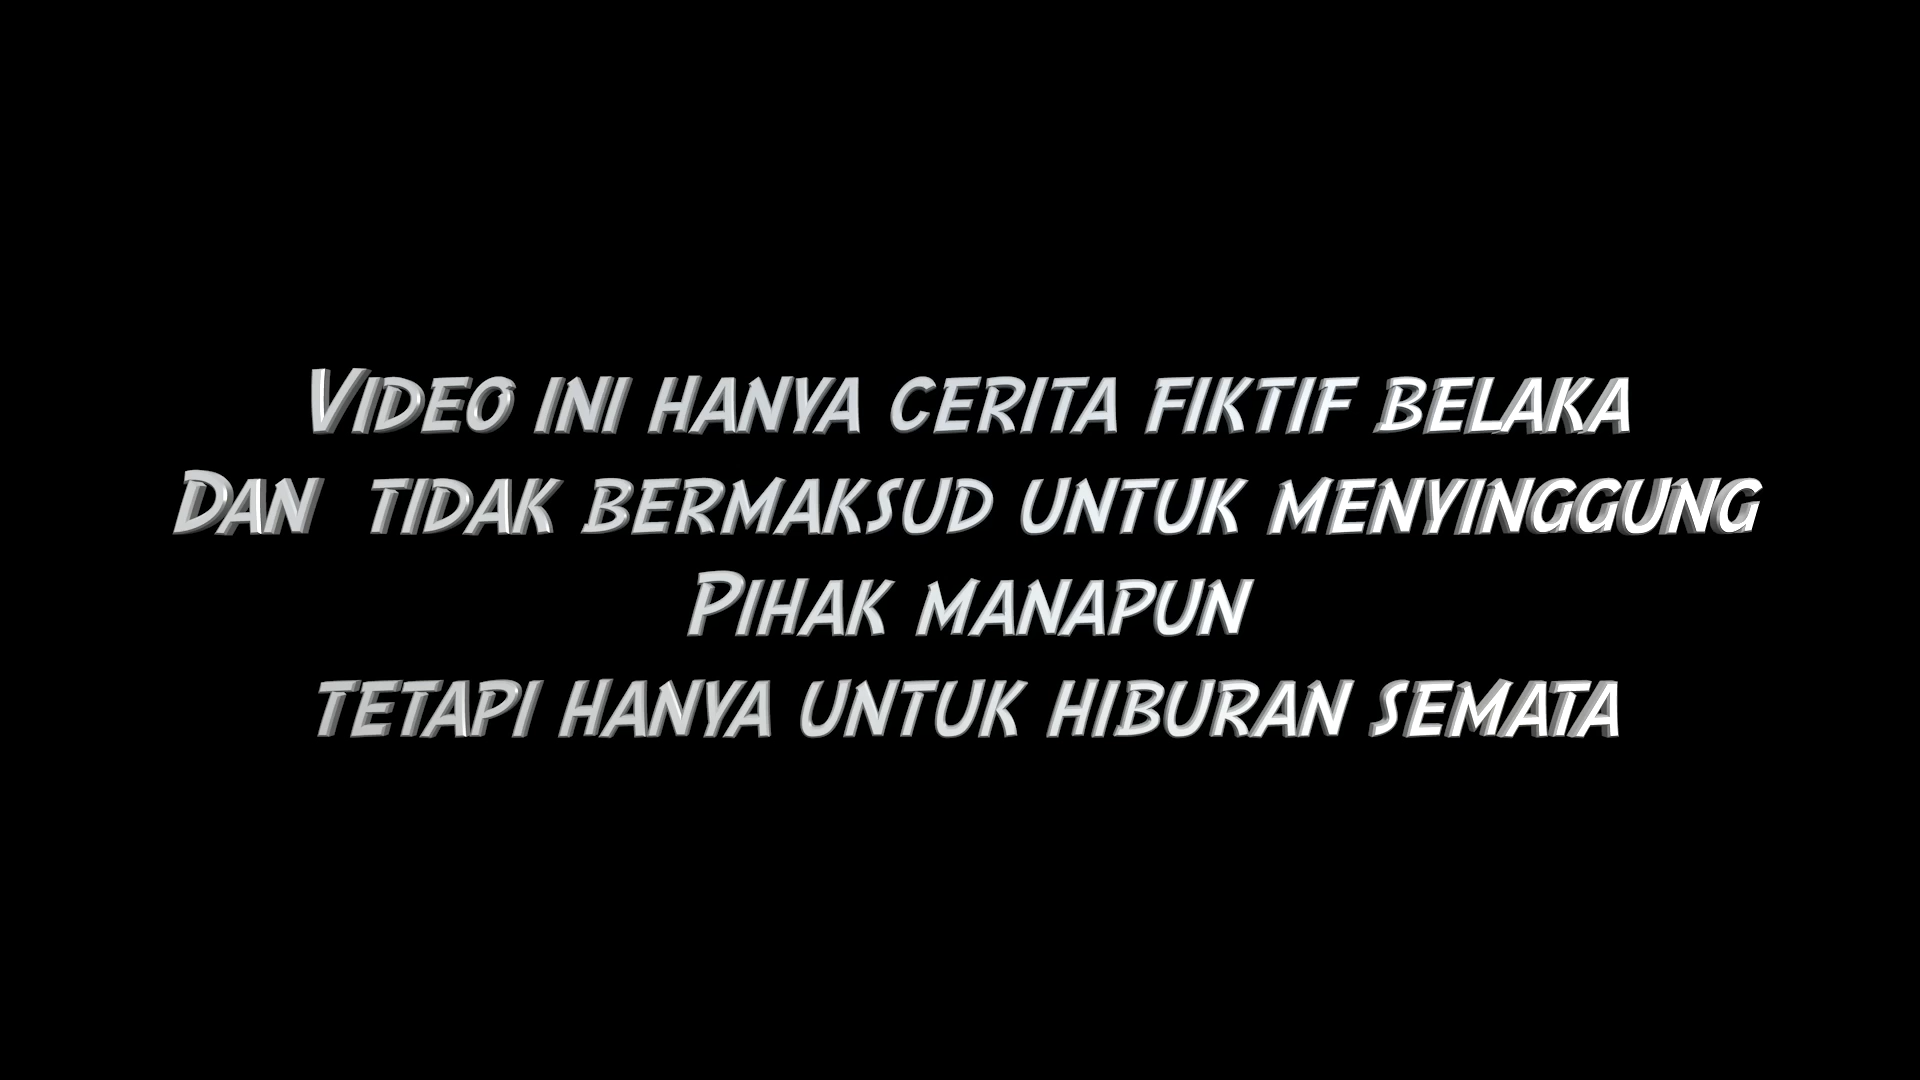 Video ini hanya cerita fiktif belaka
Dan tidak bermaksud untuk menyinggung
Pihak manapun
tetapi hanya untuk hiburan semata